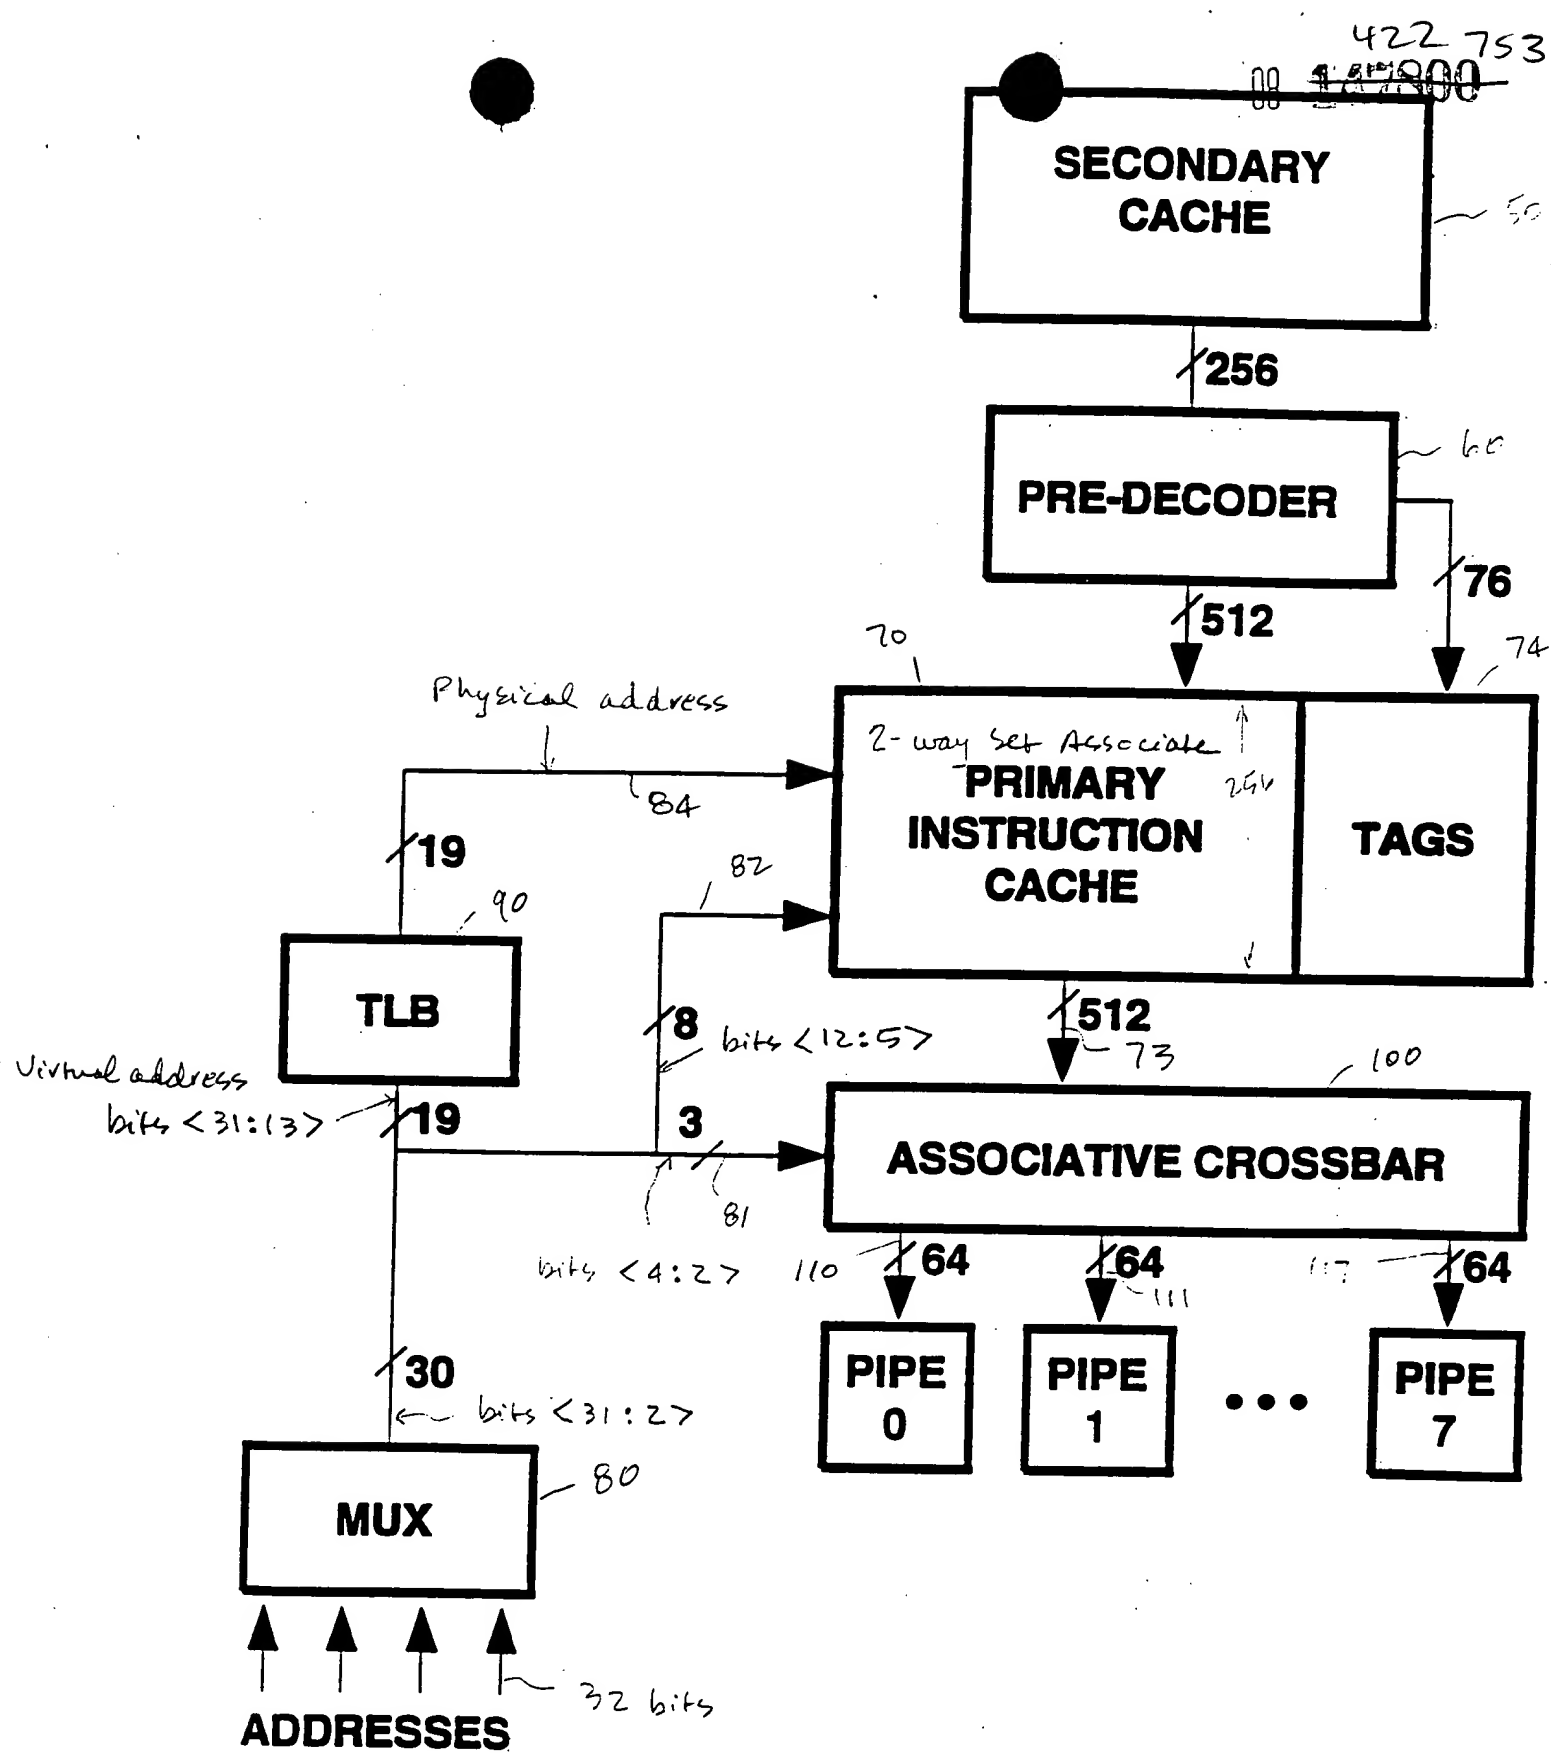 422 753
08 147800
SECONDARY
CACHE
50
256
PRE-DECODER
60
76
512
70
74
Physical address
2-way Set Associate
PRIMARY
INSTRUCTION
CACHE
256
TAGS
84
19
82
90
TLB
8
bits <12:5>
512
73
100
Virtual address
bits <31:13>
19
3
ASSOCIATIVE CROSSBAR
81
bits <4:2>
110
64
64
111
117
64
30
bits <31:2>
PIPE
0
PIPE
1
•••
PIPE
7
MUX
80
32 bits
ADDRESSES